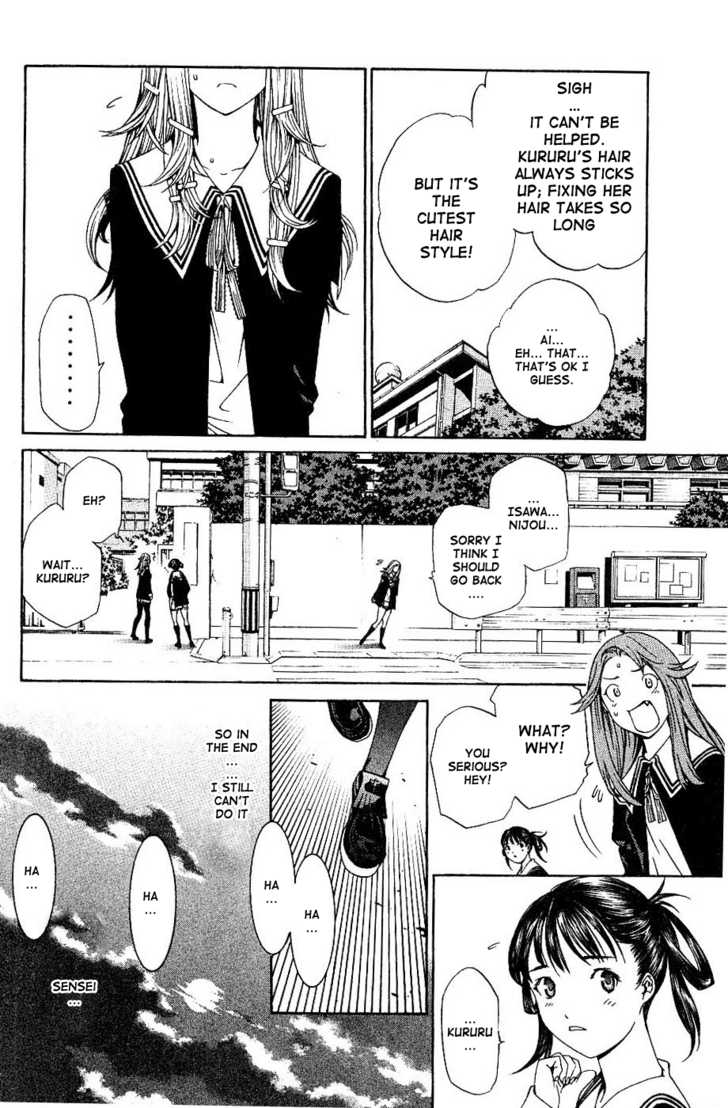 SIGH
...
IT CAN'T BE
HELPED.
KURURU'S HAIR
ALWAYS STICKS
UP; FIXING HER
HAIR TAKES SO
LONG
BUT IT'S
THE
CUTEST
HAIR
STYLE!
...
AI...
EH... THAT...
THAT'S OK I
GUESS.
......
...
ISAWA...
NIJOU...
SORRY I
THINK I
SHOULD
GO BACK
....
EH?
WAIT...
KURURU?
WHAT?
WHY!
YOU
SERIOUS?
HEY!
SO IN
THE END
...
...
I STILL
CAN'T
DO IT
...
KURURU
...
HA
...
HA
...
HA
...
HA
...
SENSEI
...